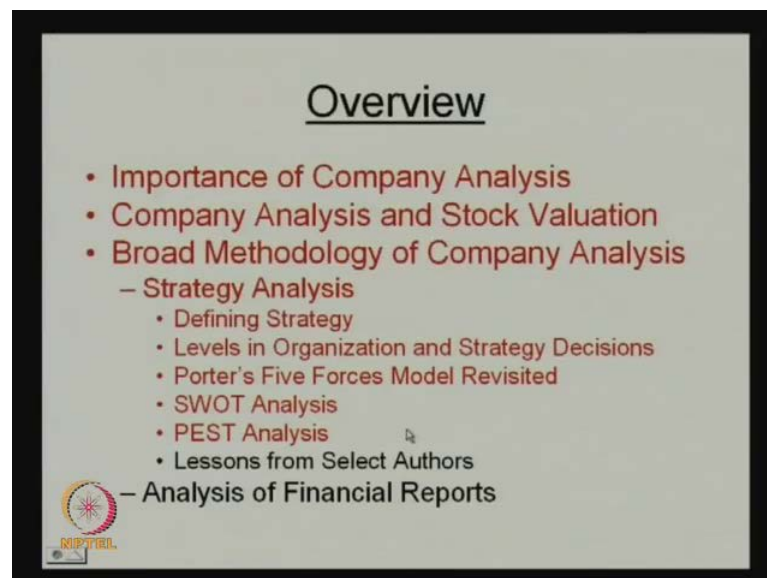 Overview
• Importance of Company Analysis
• Company Analysis and Stock Valuation
• Broad Methodology of Company Analysis
– Strategy Analysis
• Defining Strategy
• Levels in Organization and Strategy Decisions
• Porter's Five Forces Model Revisited
• SWOT Analysis
• PEST Analysis
• Lessons from Select Authors
– Analysis of Financial Reports
NPTEL